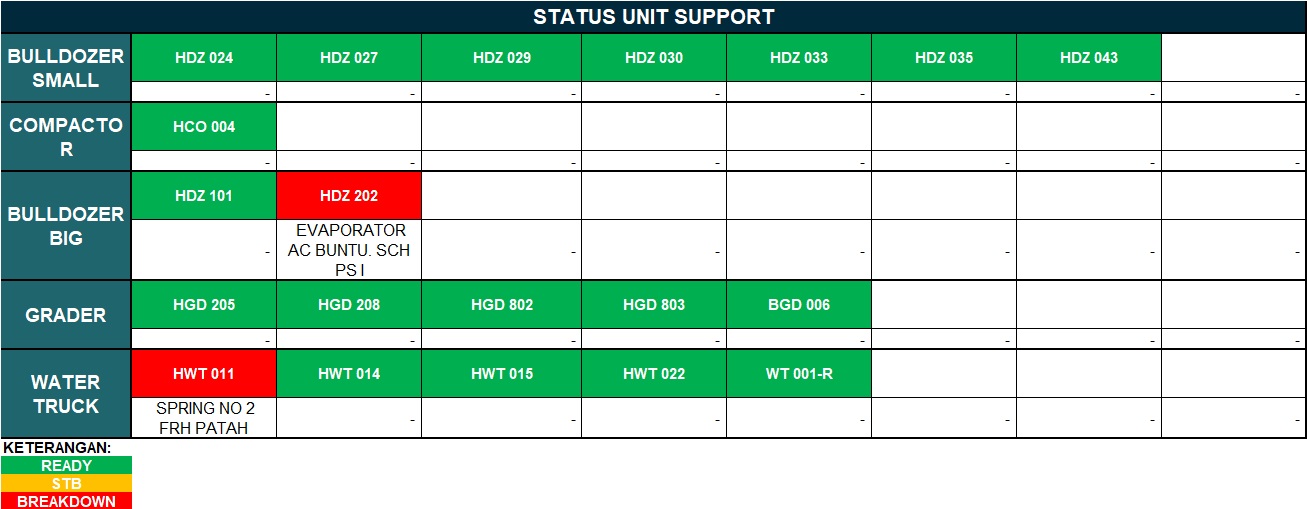 STATUS UNIT SUPPORT
BULLDOZER
SMALL
HDZ 024 HDZ 027 HDZ 029 HDZ 030 HDZ 033 HDZ 035 HDZ 043
- - - - - - - -
COMPACTO
R
HCO 004
- - - - - - - -
BULLDOZER
BIG
HDZ 101 HDZ 202
- EVAPORATOR
AC BUNTU. SCH
PS I
- - - - - -
GRADER
HGD 205 HGD 208 HGD 802 HGD 803 BGD 006
- - - - - - - -
WATER
TRUCK
HWT 011 HWT 014 HWT 015 HWT 022 WT 001-R
SPRING NO 2
FRH PATAH
- - - - - - -
KETERANGAN:
READY
STB
BREAKDOWN